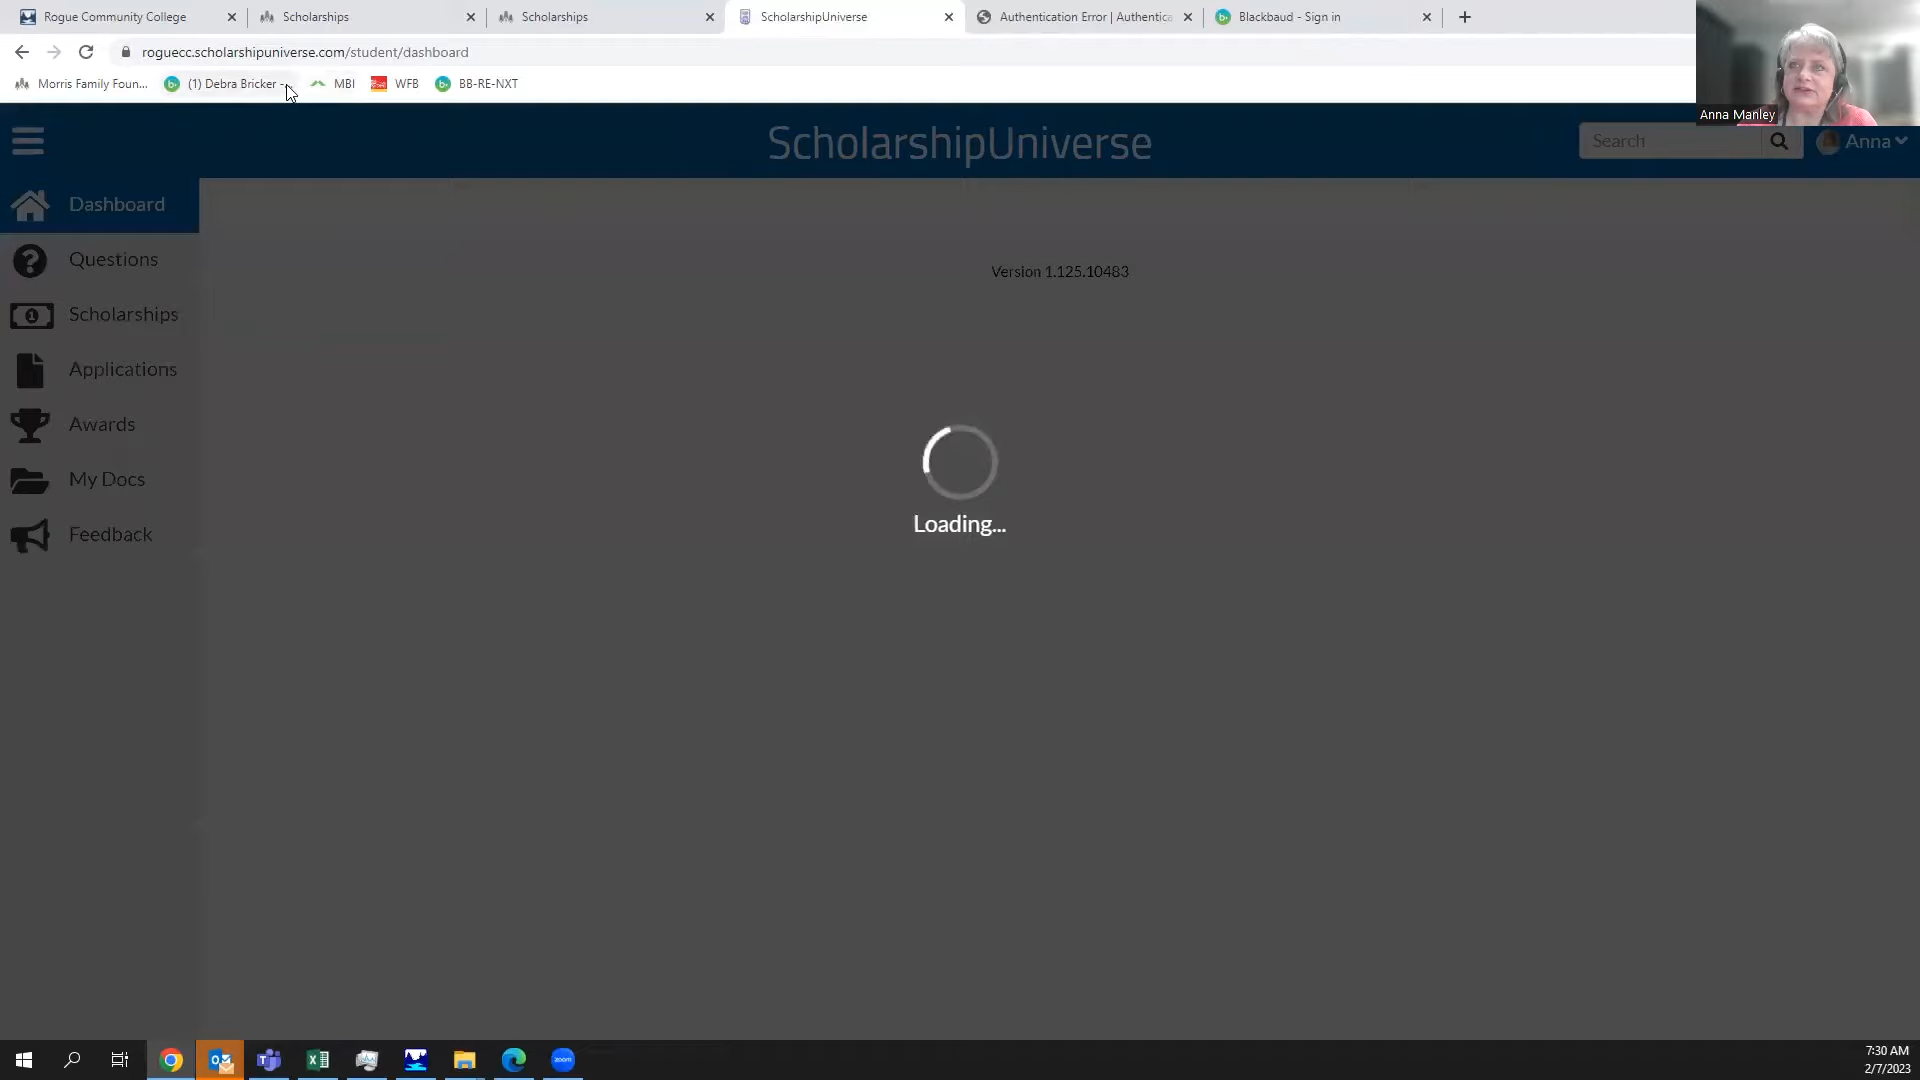 Rogue Community College
Scholarships
Scholarships
ScholarshipUniverse
Authentication Error | Authentica
Blackbaud - Sign in
roguecc.scholarshipuniverse.com/student/dashboard
Morris Family Foun...
(1) Debra Bricker -...
MBI
WFB
BB-RE-NXT
Anna Manley
ScholarshipUniverse
Search
Anna
Dashboard
Questions
Scholarships
Applications
Awards
My Docs
Feedback
Version 1.125.10483
Loading...
zoom
7:30 AM
2/7/2023